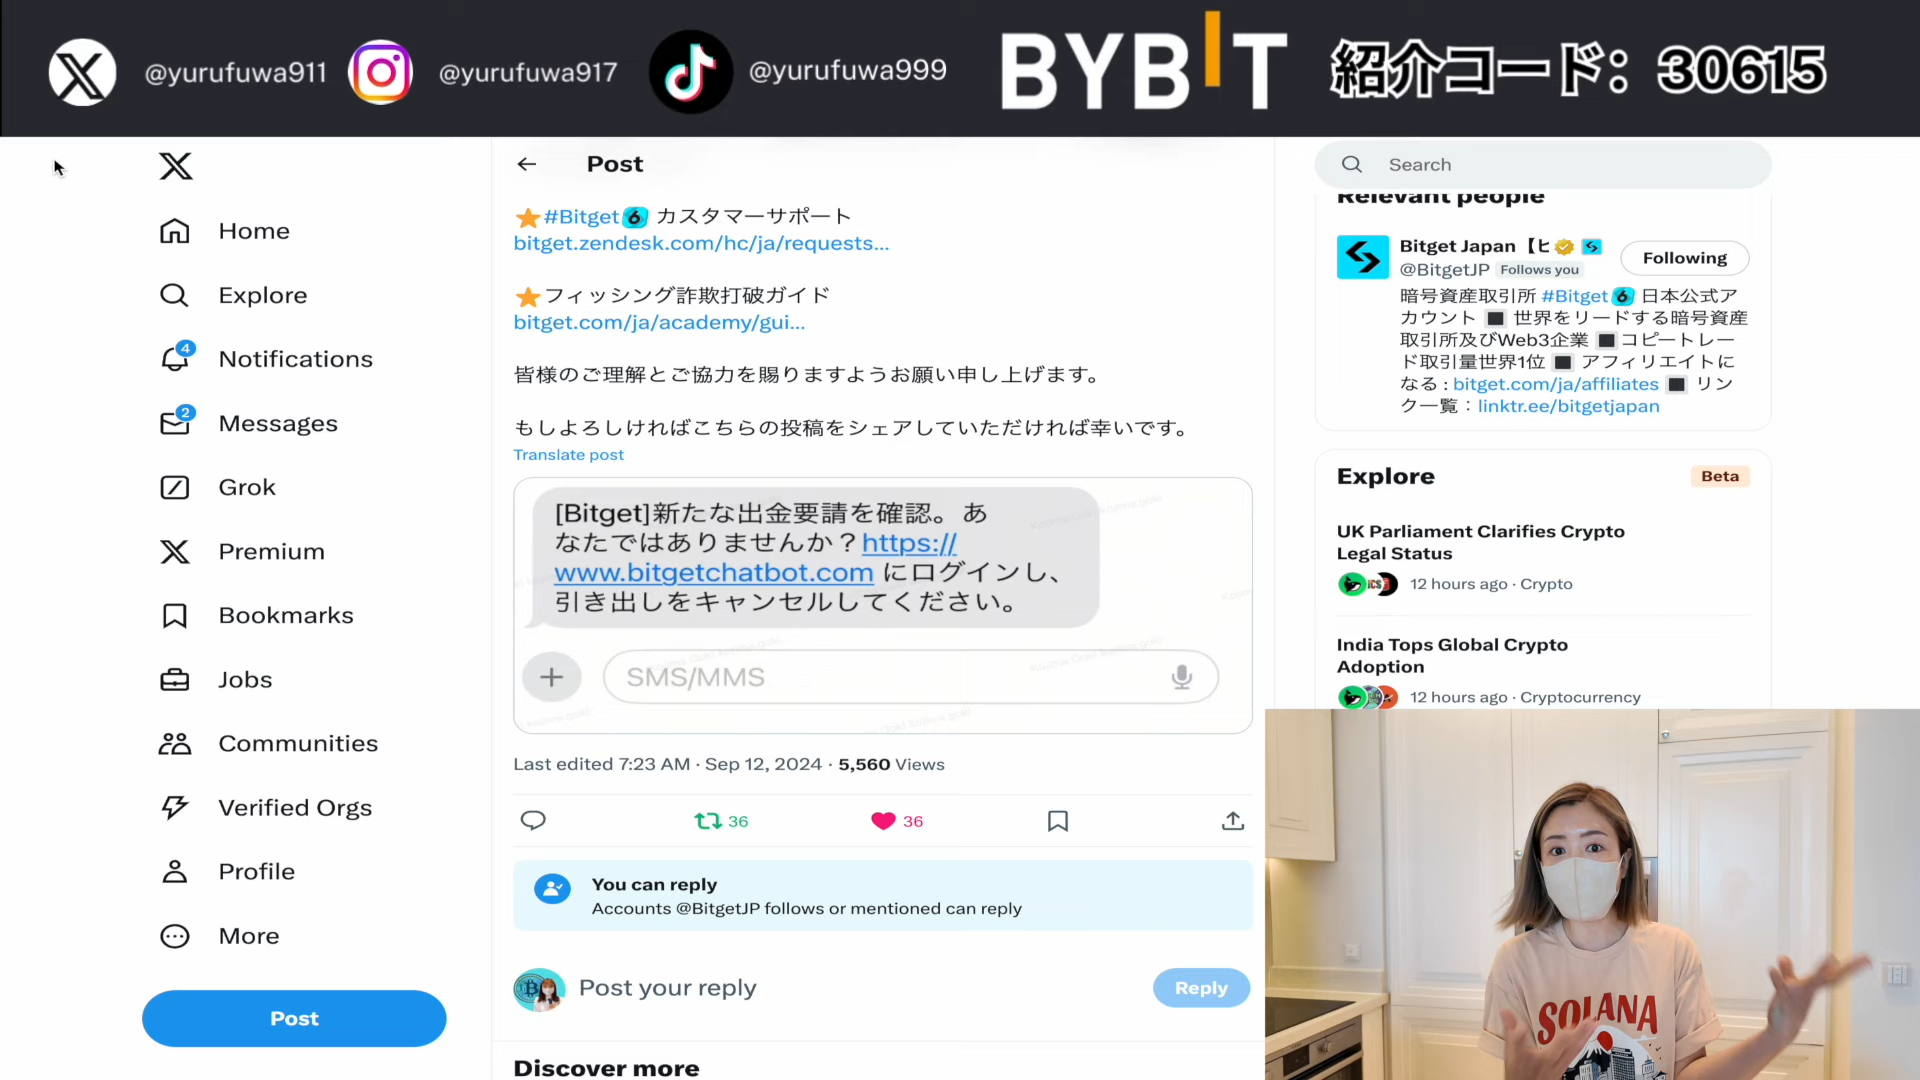 @yurufuwa911
@yurufuwa917
@yurufuwa999
BYBIT
紹介コード：30615
Home
Explore
4
Notifications
2
Messages
Grok
Premium
Bookmarks
Jobs
Communities
Verified Orgs
Profile
More
Post
Post
#Bitget カスタマーサポート
bitget.zendesk.com/hc/ja/requests...
フィッシング詐欺打破ガイド
bitget.com/ja/academy/gui...
皆様のご理解とご協力を賜りますようお願い申し上げます。
もしよろしければこちらの投稿をシェアしていただければ幸いです。
Translate post
[Bitget]新たな出金要請を確認。あ
なたではありませんか？https://
www.bitgetchatbot.com にログインし、
引き出しをキャンセルしてください。
SMS/MMS
Last edited 7:23 AM · Sep 12, 2024 · 5,560 Views
36
36
You can reply
Accounts @BitgetJP follows or mentioned can reply
Post your reply
Reply
Discover more
Search
Relevant people
Bitget Japan【ビ
Following
@BitgetJP Follows you
暗号資産取引所 #Bitget 日本公式ア
カウント ■ 世界をリードする暗号資産
取引所及びWeb3企業 ■ コピートレー
ド取引量世界1位 ■ アフィリエイトに
なる : bitget.com/ja/affiliates ■ リン
ク一覧：linktr.ee/bitgetjapan
Explore
Beta
UK Parliament Clarifies Crypto
Legal Status
12 hours ago · Crypto
India Tops Global Crypto
Adoption
12 hours ago · Cryptocurrency
SOLANA